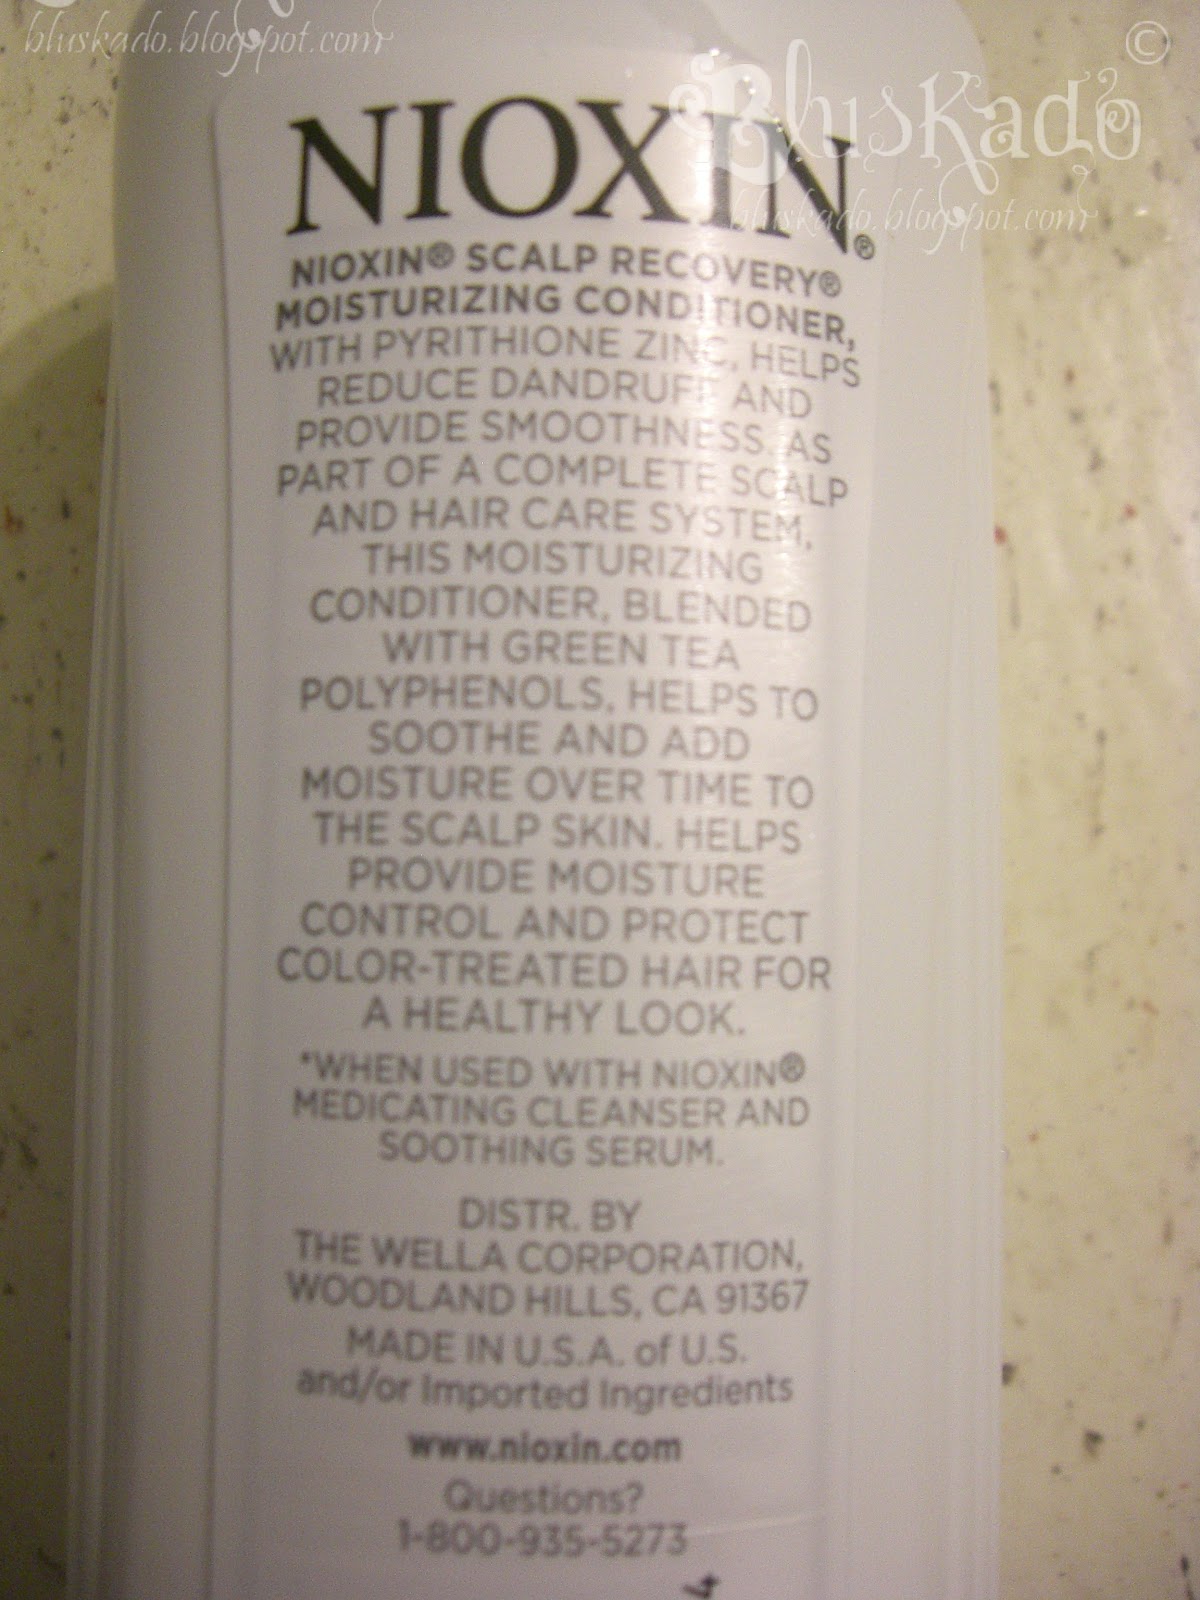 bluskado.blogspot.com
©
BlusKado
bluskado.blogspot.com
NIOXIN®
NIOXIN® SCALP RECOVERY®
MOISTURIZING CONDITIONER,
WITH PYRITHIONE ZINC, HELPS
REDUCE DANDRUFF AND
PROVIDE SMOOTHNESS. AS
PART OF A COMPLETE SCALP
AND HAIR CARE SYSTEM,
THIS MOISTURIZING
CONDITIONER, BLENDED
WITH GREEN TEA
POLYPHENOLS, HELPS TO
SOOTHE AND ADD
MOISTURE OVER TIME TO
THE SCALP SKIN. HELPS
PROVIDE MOISTURE
CONTROL AND PROTECT
COLOR-TREATED HAIR FOR
A HEALTHY LOOK.
*WHEN USED WITH NIOXIN®
MEDICATING CLEANSER AND
SOOTHING SERUM.
DISTR. BY
THE WELLA CORPORATION,
WOODLAND HILLS, CA 91367
MADE IN U.S.A. of U.S.
and/or Imported Ingredients
www.nioxin.com
Questions?
1-800-935-5273
4